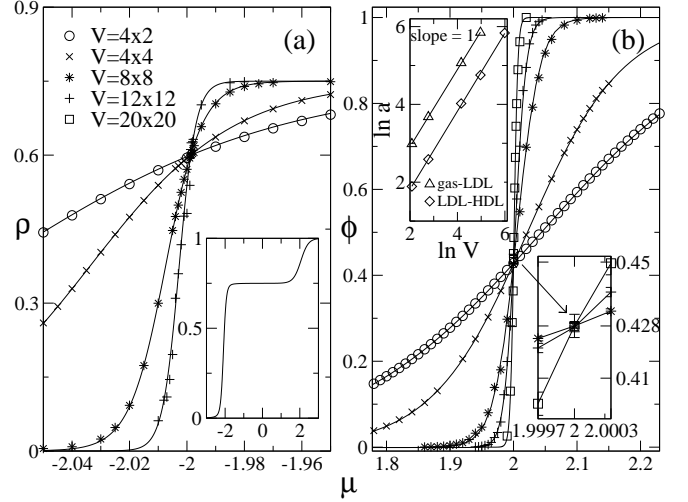 (a)
V=4x2
V=4x4
V=8x8
V=12x12
V=20x20
ρ
0.9
0.6
0.3
0
-2.04
-2.02
-2
-1.98
-1.96
1
0.5
0
-2
0
2
(b)
slope = 1
ln a
6
4
2
gas-LDL
LDL-HDL
2
4
6
ln V
ϕ
1
0.8
0.6
0.4
0.2
0
1.8
1.9
2
2.1
2.2
0.45
0.428
0.41
1.9997
2
2.0003
μ